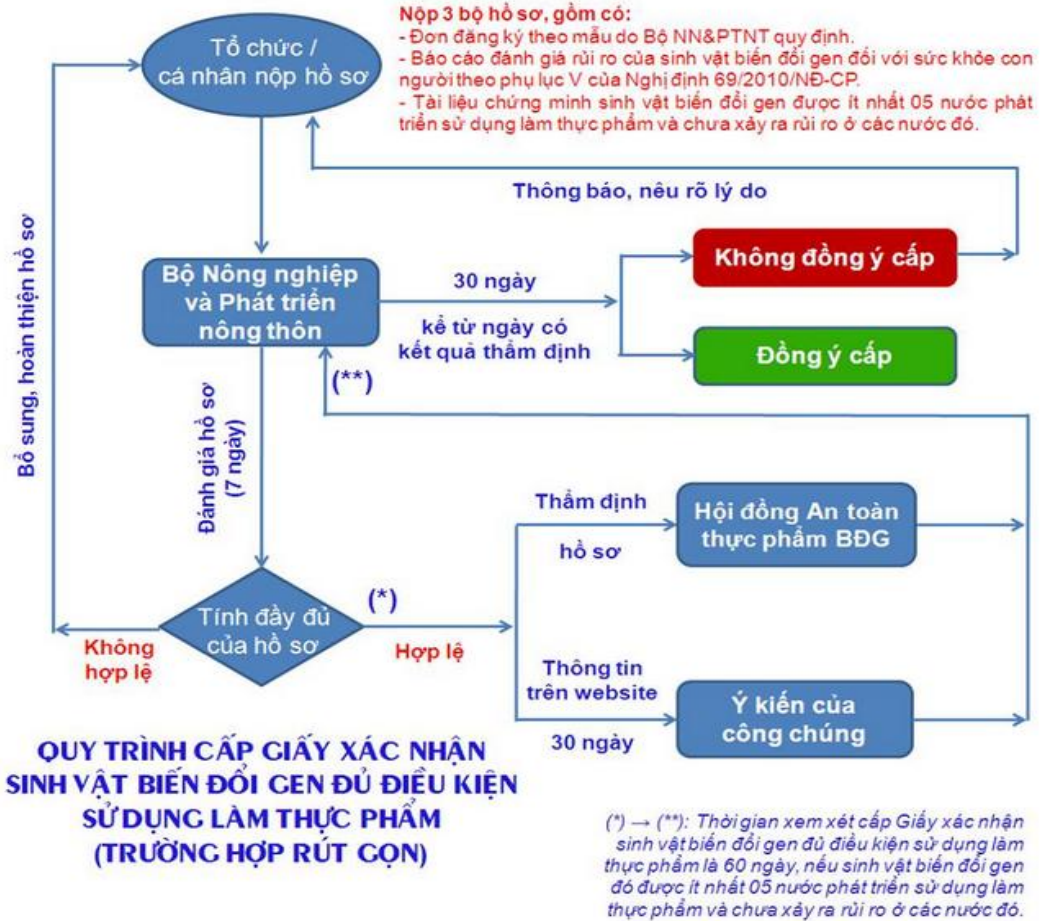 Nộp 3 bộ hồ sơ, gồm có:
- Đơn đăng ký theo mẫu do Bộ NN&PTNT quy định.
- Báo cáo đánh giá rủi ro của sinh vật biến đổi gen đối với sức khỏe con
người theo phụ lục V của Nghị định 69/2010/NĐ-CP.
- Tài liệu chứng minh sinh vật biến đổi gen được ít nhất 05 nước phát
triển sử dụng làm thực phẩm và chưa xảy ra rủi ro ở các nước đó.
Tổ chức /
cá nhân nộp hồ sơ
Thông báo, nêu rõ lý do
Bổ sung, hoàn thiện hồ sơ
Bộ Nông nghiệp
và Phát triển
nông thôn
30 ngày
kể từ ngày có
kết quả thẩm định
Không đồng ý cấp
Đồng ý cấp
(**)
Đánh giá hồ sơ
(7 ngày)
Thẩm định
hồ sơ
Hội đồng An toàn
thực phẩm BĐG
Tính đầy đủ
của hồ sơ
(*)
Không
hợp lệ
Hợp lệ
Thông tin
trên website
30 ngày
Ý kiến của
công chúng
QUY TRÌNH CẤP GIẤY XÁC NHẬN
SINH VẬT BIẾN ĐỔI GEN ĐỦ ĐIỀU KIỆN
SỬ DỤNG LÀM THỰC PHẨM
(TRƯỜNG HỢP RÚT GỌN)
(*) → (**): Thời gian xem xét cấp Giấy xác nhận
sinh vật biến đổi gen đủ điều kiện sử dụng làm
thực phẩm là 60 ngày, nếu sinh vật biến đổi gen
đó được ít nhất 05 nước phát triển sử dụng làm
thực phẩm và chưa xảy ra rủi ro ở các nước đó.